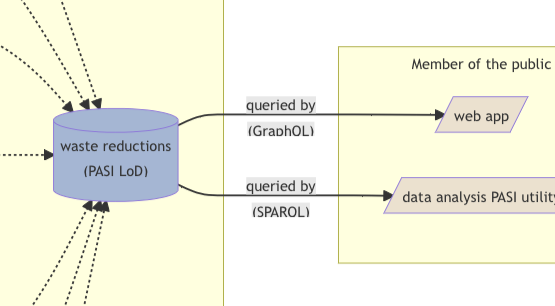 Member of the public
queried by
(GraphQL)
web app
waste reductions
(PASI LoD)
queried by
(SPARQL)
data analysis PASI utility